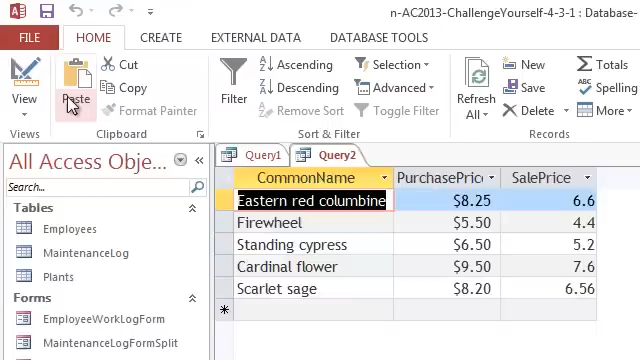 n-AC2013-ChallengeYourself-4-3-1 : Database-
FILE HOME CREATE EXTERNAL DATA DATABASE TOOLS
View
Views
Paste
Cut
Copy
Format Painter
Clipboard
Filter
Ascending
Descending
Remove Sort
Selection
Advanced
Toggle Filter
Sort & Filter
Refresh
All
New
Save
Delete
Totals
Spelling
More
Records
All Access Obje...
Search...
Tables
Employees
MaintenanceLog
Plants
Forms
EmployeeWorkLogForm
MaintenanceLogFormSplit
Query1 Query2
CommonName PurchasePric SalePrice
Eastern red columbine $8.25 6.6
Firewheel $5.50 4.4
Standing cypress $6.50 5.2
Cardinal flower $9.50 7.6
Scarlet sage $8.20 6.56